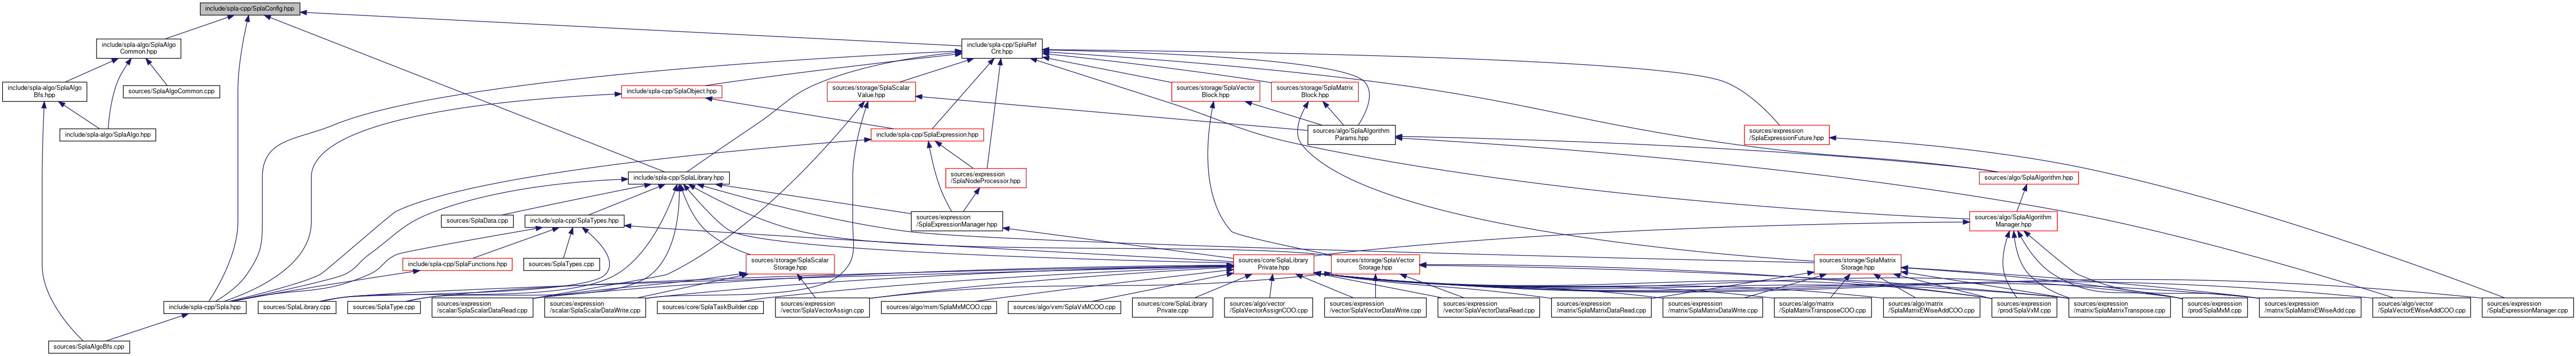 include/spla-cpp/SplaConfig.hpp
include/spla-algo/SplaAlgo
Common.hpp
include/spla-cpp/SplaRef
Cnt.hpp
include/spla-algo/SplaAlgo
Bfs.hpp
sources/SplaAlgoCommon.cpp
include/spla-cpp/SplaObject.hpp
sources/storage/SplaScalar
Value.hpp
sources/storage/SplaVector
Block.hpp
sources/storage/SplaMatrix
Block.hpp
include/spla-algo/SplaAlgo.hpp
include/spla-cpp/SplaExpression.hpp
sources/algo/SplaAlgorithm
Params.hpp
sources/expression
/SplaExpressionFuture.hpp
include/spla-cpp/SplaLibrary.hpp
sources/expression
/SplaNodeProcessor.hpp
sources/algo/SplaAlgorithm.hpp
sources/SplaData.cpp
include/spla-cpp/SplaTypes.hpp
sources/expression
/SplaExpressionManager.hpp
sources/algo/SplaAlgorithm
Manager.hpp
include/spla-cpp/SplaFunctions.hpp
sources/SplaTypes.cpp
sources/storage/SplaScalar
Storage.hpp
sources/core/SplaLibrary
Private.hpp
sources/storage/SplaVector
Storage.hpp
sources/storage/SplaMatrix
Storage.hpp
include/spla-cpp/Spla.hpp
sources/SplaLibrary.cpp
sources/SplaType.cpp
sources/expression
/scalar/SplaScalarDataRead.cpp
sources/expression
/scalar/SplaScalarDataWrite.cpp
sources/core/SplaTaskBuilder.cpp
sources/expression
/vector/SplaVectorAssign.cpp
sources/algo/mxm/SplaMxMCOO.cpp
sources/algo/vxm/SplaVxMCOO.cpp
sources/core/SplaLibrary
Private.cpp
sources/algo/vector
/SplaVectorAssignCOO.cpp
sources/expression
/vector/SplaVectorDataWrite.cpp
sources/expression
/vector/SplaVectorDataRead.cpp
sources/expression
/matrix/SplaMatrixDataRead.cpp
sources/expression
/matrix/SplaMatrixDataWrite.cpp
sources/algo/matrix
/SplaMatrixTransposeCOO.cpp
sources/algo/matrix
/SplaMatrixEWiseAddCOO.cpp
sources/expression
/prod/SplaVxM.cpp
sources/expression
/matrix/SplaMatrixTranspose.cpp
sources/expression
/prod/SplaMxM.cpp
sources/expression
/matrix/SplaMatrixEWiseAdd.cpp
sources/algo/vector
/SplaVectorEWiseAddCOO.cpp
sources/expression
/SplaExpressionManager.cpp
sources/SplaAlgoBfs.cpp